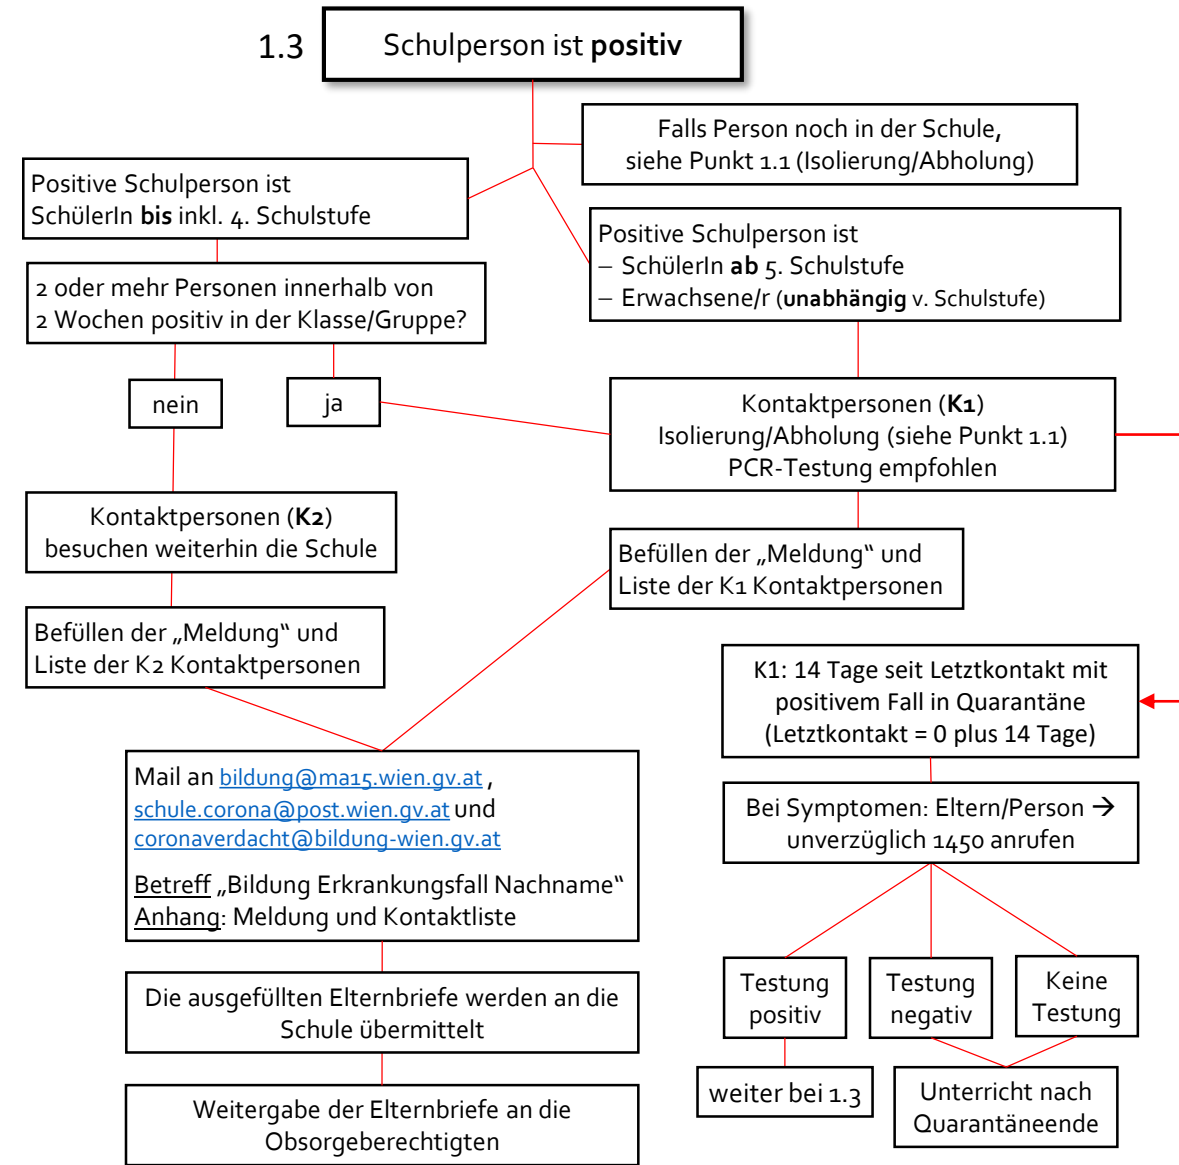 1.3
Schulperson ist positiv
Falls Person noch in der Schule,
siehe Punkt 1.1 (Isolierung/Abholung)
Positive Schulperson ist
SchülerIn bis inkl. 4. Schulstufe
Positive Schulperson ist
– SchülerIn ab 5. Schulstufe
– Erwachsene/r (unabhängig v. Schulstufe)
2 oder mehr Personen innerhalb von
2 Wochen positiv in der Klasse/Gruppe?
nein
ja
Kontaktpersonen (K1)
Isolierung/Abholung (siehe Punkt 1.1)
PCR-Testung empfohlen
Kontaktpersonen (K2)
besuchen weiterhin die Schule
Befüllen der „Meldung“ und
Liste der K1 Kontaktpersonen
Befüllen der „Meldung“ und
Liste der K2 Kontaktpersonen
K1: 14 Tage seit Letztkontakt mit
positivem Fall in Quarantäne
(Letztkontakt = 0 plus 14 Tage)
Mail an bildung@ma15.wien.gv.at ,
schule.corona@post.wien.gv.at und
coronaverdacht@bildung-wien.gv.at
Betreff „Bildung Erkrankungsfall Nachname“
Anhang: Meldung und Kontaktliste
Bei Symptomen: Eltern/Person →
unverzüglich 1450 anrufen
Testung
positiv
Testung
negativ
Keine
Testung
Die ausgefüllten Elternbriefe werden an die
Schule übermittelt
weiter bei 1.3
Unterricht nach
Quarantäneende
Weitergabe der Elternbriefe an die
Obsorgeberechtigten